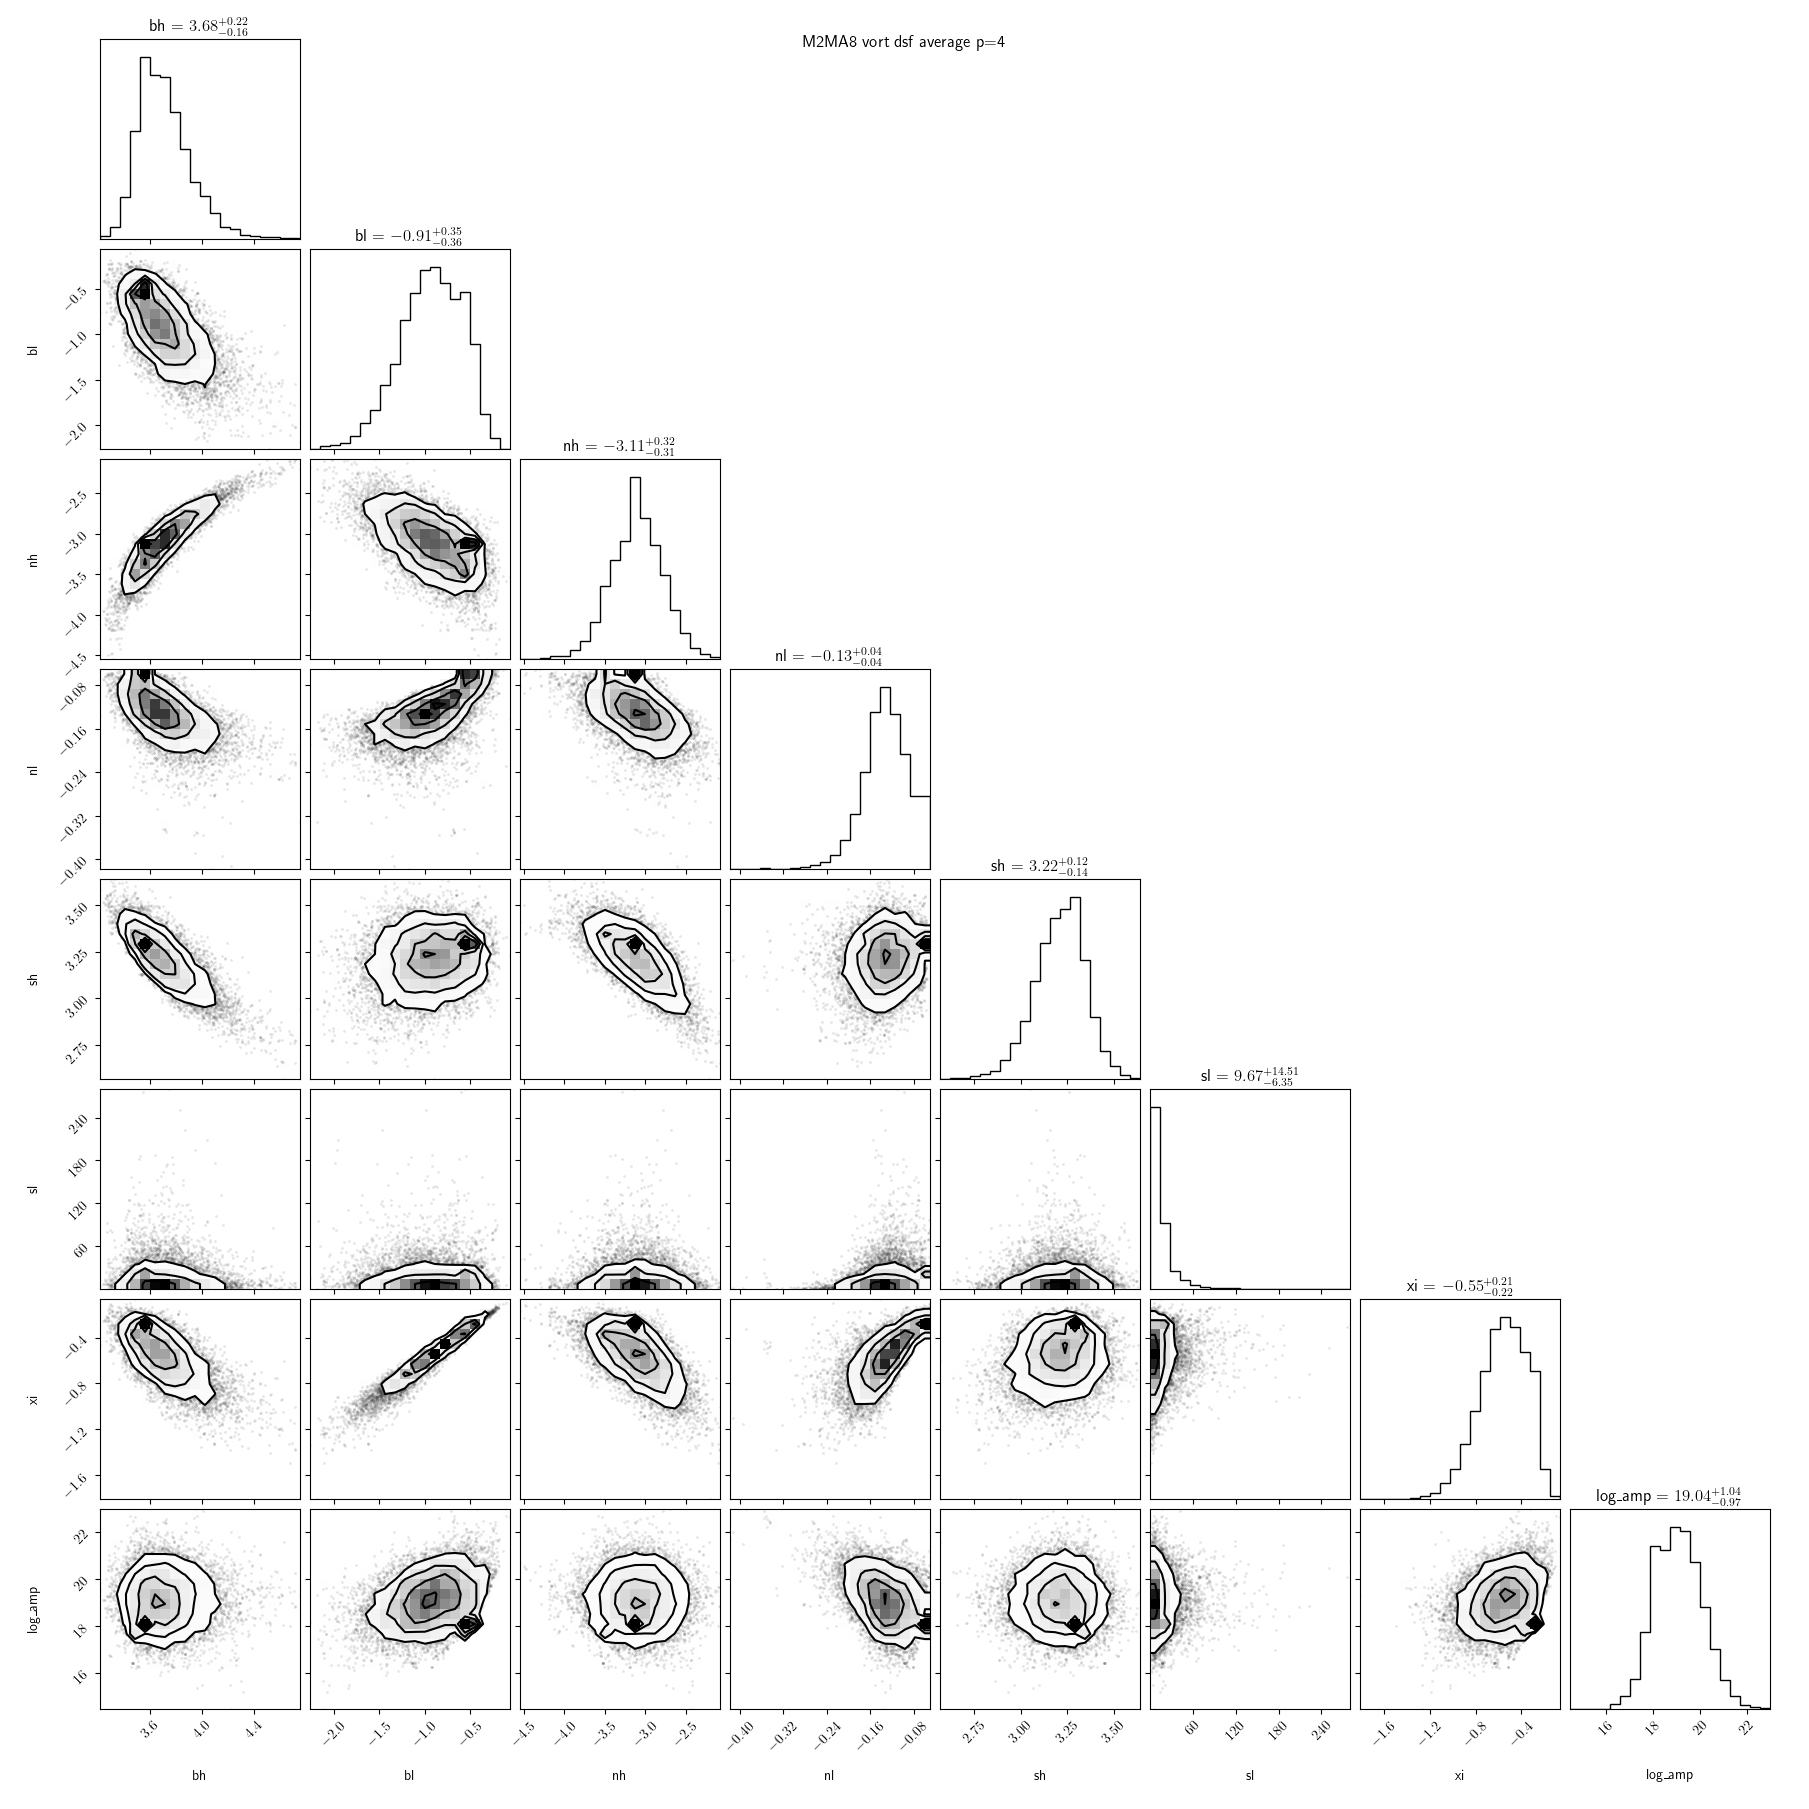 bh = 3.68+0.22−0.16
M2MA8 vort dsf average p=4
bl = −0.91+0.35−0.36
−0.5
−1.0
−1.5
−2.0
bl
nh = −3.11+0.32−0.31
−2.5
−3.0
−3.5
−4.0
−4.5
nh
nl = −0.13+0.04−0.04
−0.08
−0.16
−0.24
−0.32
−0.40
nl
sh = 3.22+0.12−0.14
3.50
3.25
3.00
2.75
sh
sl = 9.67+14.51−6.35
240
180
120
60
sl
xi = −0.55+0.21−0.22
−0.4
−0.8
−1.2
−1.6
xi
log_amp = 19.04+1.04−0.97
22
20
18
16
log_amp
3.6 4.0 4.4 −2.0 −1.5 −1.0 −0.5 −4.5 −4.0 −3.5 −3.0 −2.5 −0.40 −0.32 −0.24 −0.16 −0.08 2.75 3.00 3.25 3.50 60 120 180 240 −1.6 −1.2 −0.8 −0.4 16 18 20 22
bh bl nh nl sh sl xi log_amp